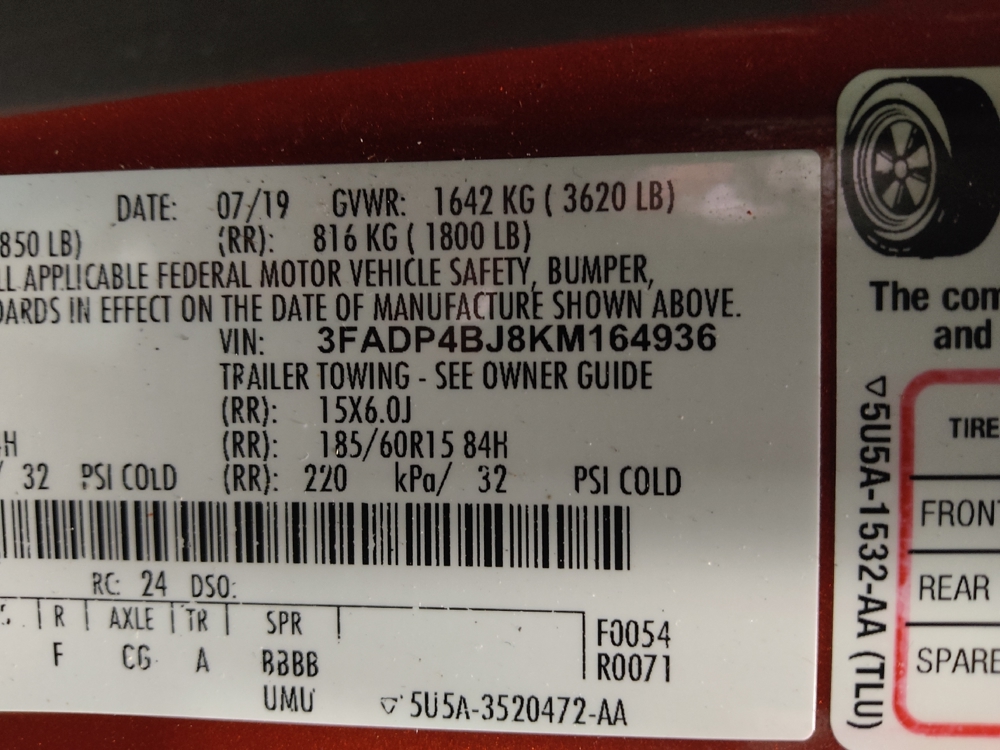 DATE: 07/19 GVWR: 1642 KG ( 3620 LB)
850 LB) (RR): 816 KG ( 1800 LB)
LL APPLICABLE FEDERAL MOTOR VEHICLE SAFETY, BUMPER,
DARDS IN EFFECT ON THE DATE OF MANUFACTURE SHOWN ABOVE.
VIN: 3FADP4BJ8KM164936
TRAILER TOWING - SEE OWNER GUIDE
(RR): 15X6.0J
4H (RR): 185/60R15 84H
/ 32 PSI COLD (RR): 220 kPa/ 32 PSI COLD
RC: 24 DSO:
R AXLE TR SPR F0054
F CG A BBBB R0071
UMU ▽ 5U5A-3520472-AA
The con
and
▽5U5A-1532-AA (TLU)
TIRE
FRONT
REAR
SPARE